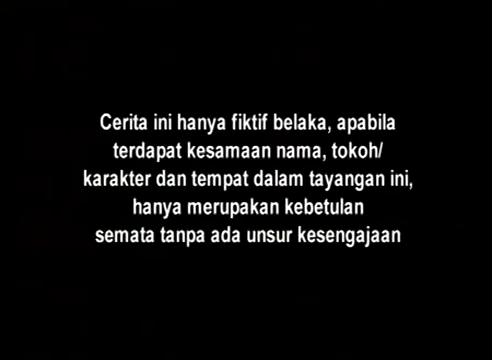 Cerita ini hanya fiktif belaka, apabila
terdapat kesamaan nama, tokoh/
karakter dan tempat dalam tayangan ini,
hanya merupakan kebetulan
semata tanpa ada unsur kesengajaan